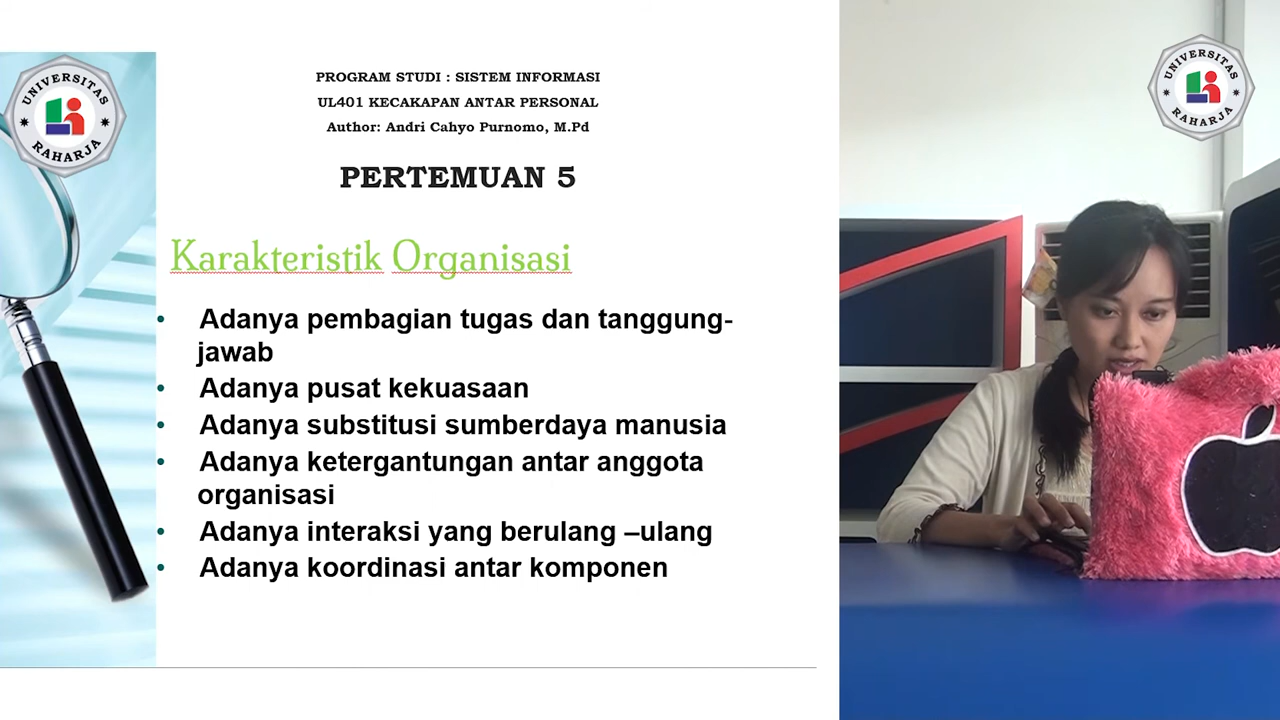 UNIVERSITAS
RAHARJA
PROGRAM STUDI : SISTEM INFORMASI
UL401 KECAKAPAN ANTAR PERSONAL
Author: Andri Cahyo Purnomo, M.Pd
PERTEMUAN 5
Karakteristik Organisasi
• Adanya pembagian tugas dan tanggung-
jawab
• Adanya pusat kekuasaan
• Adanya substitusi sumberdaya manusia
• Adanya ketergantungan antar anggota
organisasi
• Adanya interaksi yang berulang –ulang
• Adanya koordinasi antar komponen
UNIVERSITAS
RAHARJA